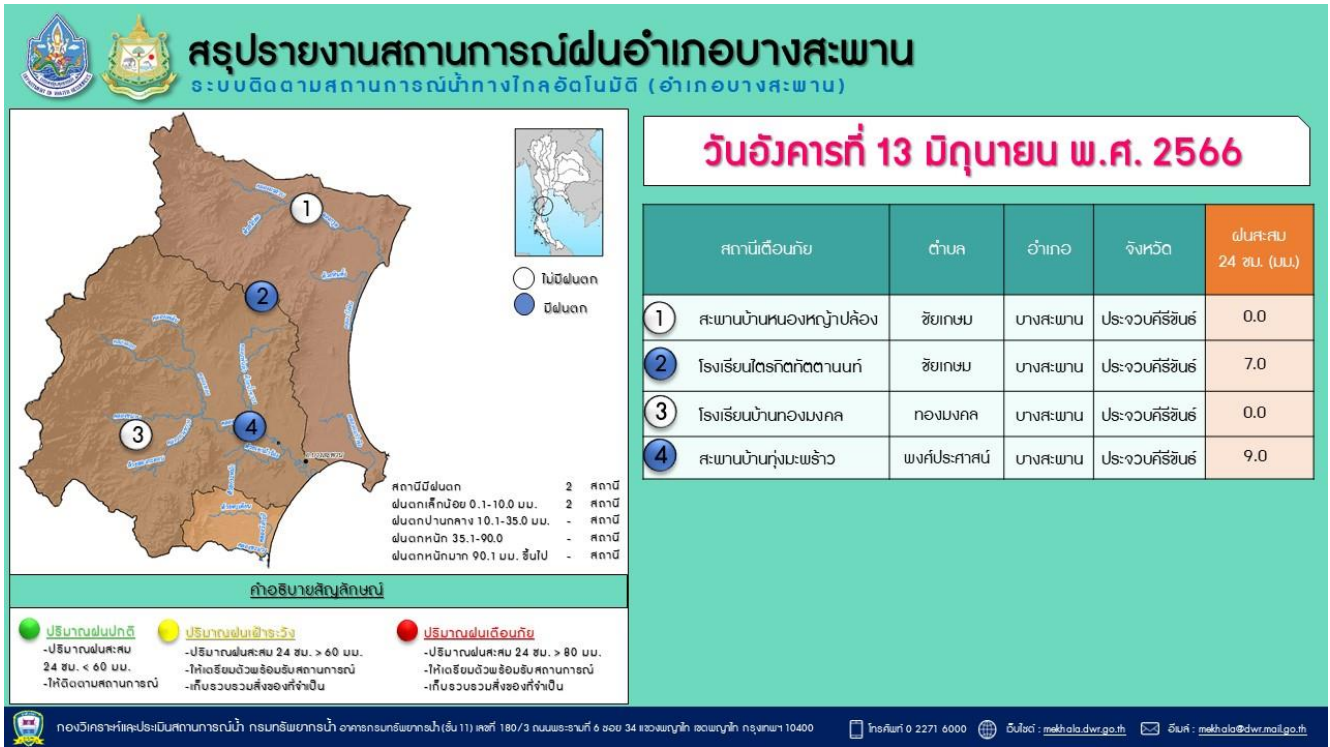 สรุปรายงานสถานการณ์ฝนอำเภอบางสะพาน
ระบบติดตามสถานการณ์น้ำทางไกลอัตโนมัติ (อำเภอบางสะพาน)
วันอังคารที่ 13 มิถุนายน พ.ศ. 2566
1
2
3
4
ไม่มีฝนตก
มีฝนตก
สถานีมีฝนตก 2 สถานี
ฝนตกเล็กน้อย 0.1-10.0 มม. 2 สถานี
ฝนตกปานกลาง 10.1-35.0 มม. - สถานี
ฝนตกหนัก 35.1-90.0 - สถานี
ฝนตกหนักมาก 90.1 มม. ขึ้นไป - สถานี
สถานีเตือนภัย ตำบล อำเภอ จังหวัด ฝนสะสม 24 ชม. (มม.)
1 สะพานบ้านหนองหญ้าปล้อง ชัยเกษม บางสะพาน ประจวบคีรีขันธ์ 0.0
2 โรงเรียนไตรกิตทัตตานนท์ ชัยเกษม บางสะพาน ประจวบคีรีขันธ์ 7.0
3 โรงเรียนบ้านทองมงคล ทองมงคล บางสะพาน ประจวบคีรีขันธ์ 0.0
4 สะพานบ้านทุ่งมะพร้าว พงศ์ประศาสน์ บางสะพาน ประจวบคีรีขันธ์ 9.0
คำอธิบายสัญลักษณ์
ปริมาณฝนปกติ
-ปริมาณฝนสะสม
24 ชม. < 60 มม.
-ให้ติดตามสถานการณ์
ปริมาณฝนเฝ้าระวัง
-ปริมาณฝนสะสม 24 ชม. > 60 มม.
-ให้เตรียมตัวพร้อมรับสถานการณ์
-เก็บรวบรวมสิ่งของที่จำเป็น
ปริมาณฝนเตือนภัย
-ปริมาณฝนสะสม 24 ชม. > 80 มม.
-ให้เตรียมตัวพร้อมรับสถานการณ์
-เก็บรวบรวมสิ่งของที่จำเป็น
กองวิเคราะห์และประเมินสถานการณ์น้ำ กรมทรัพยากรน้ำ อาคารกรมทรัพยากรน้ำ (ชั้น 11) เลขที่ 180/3 ถนนพระรามที่ 6 ซอย 34 แขวงพญาไท เขตพญาไท กรุงเทพฯ 10400 โทรศัพท์ 0 2271 6000 เว็บไซต์ : mekhala.dwr.go.th อีเมล์ : mekhala@dwr.mail.go.th